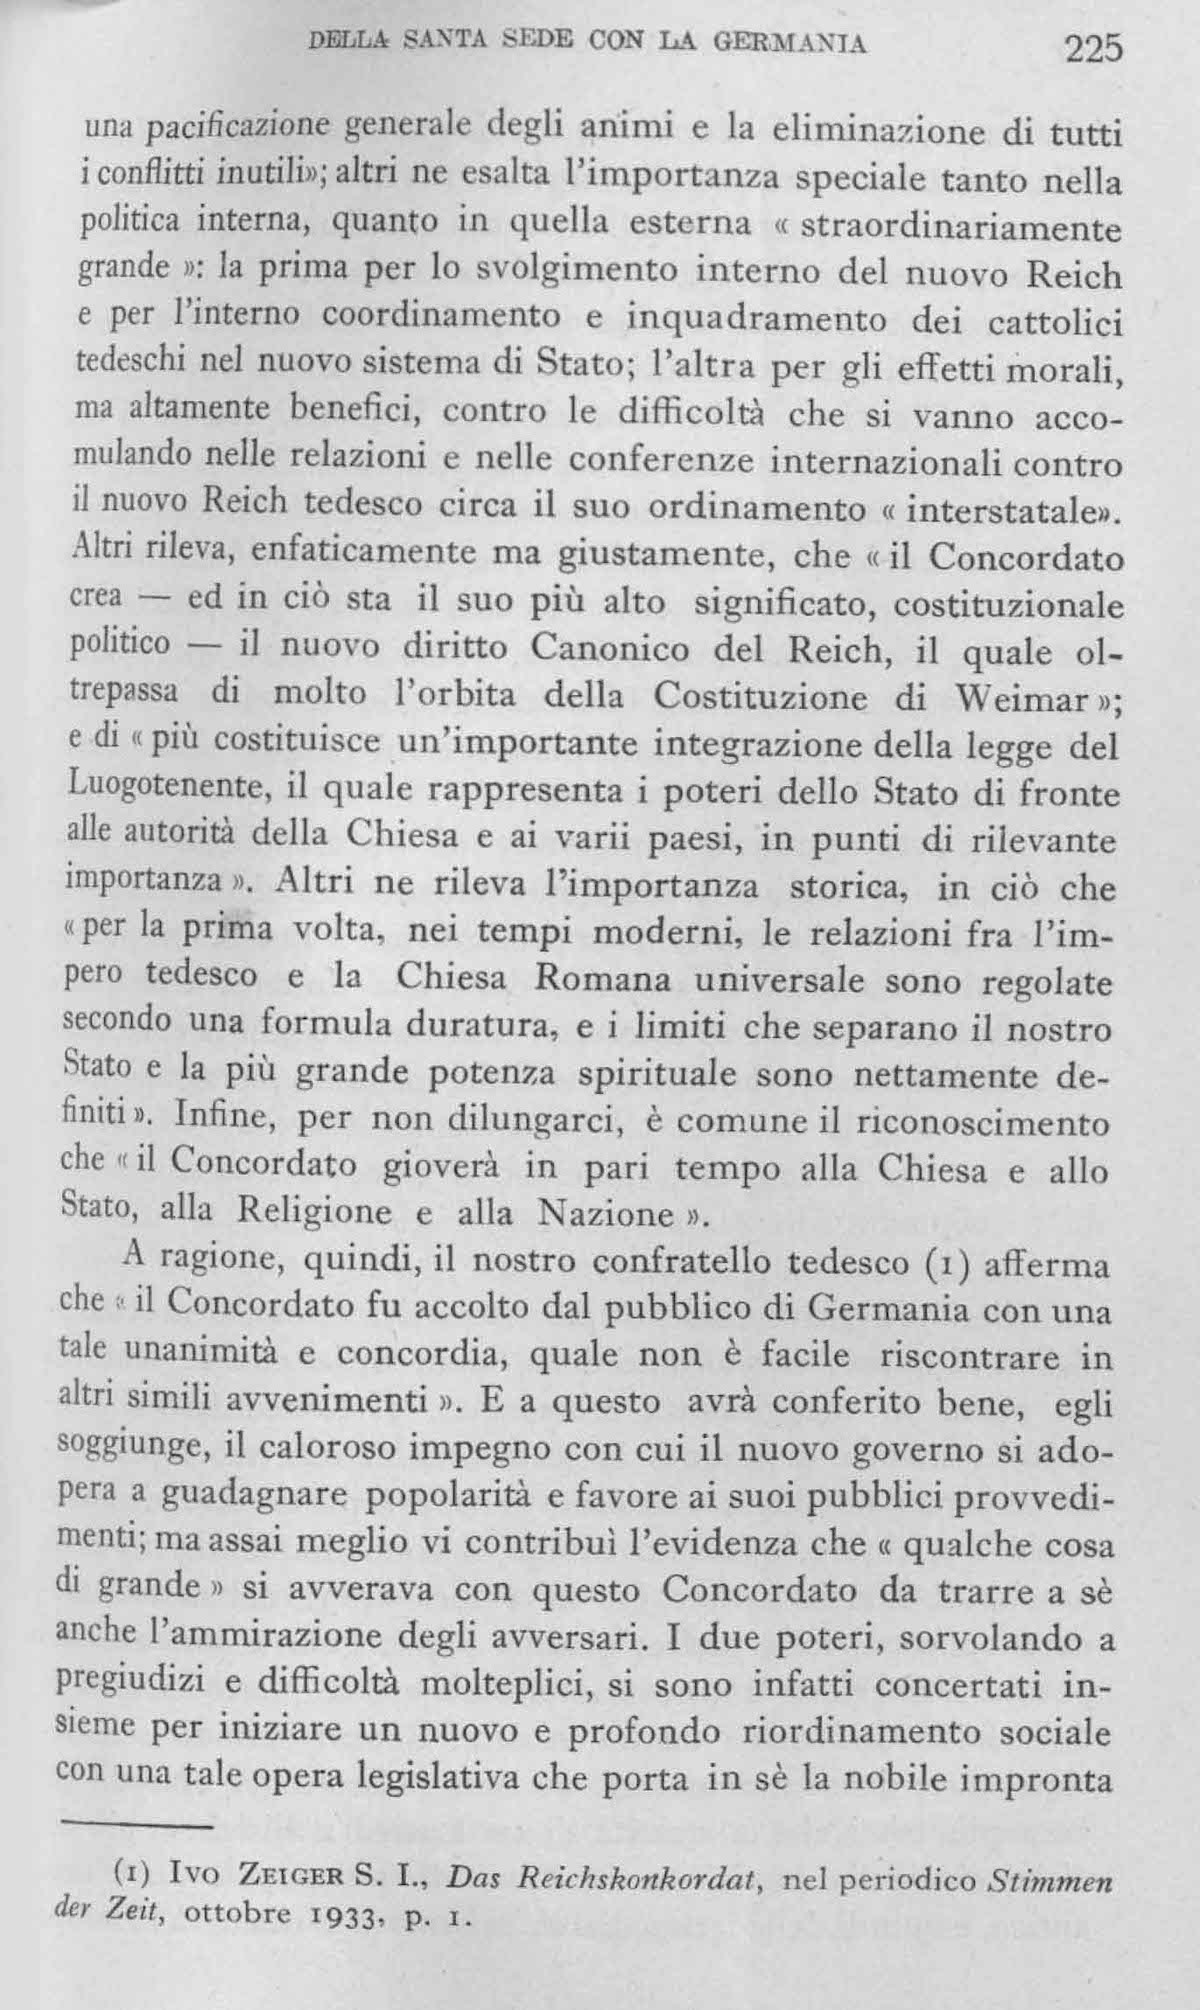 DELLA SANTA SEDE CON LA GERMANIA 225
una pacificazione generale degli animi e la eliminazione di tutti
i conflitti inutili»; altri ne esalta l'importanza speciale tanto nella
politica interna, quanto in quella esterna « straordinariamente
grande »: la prima per lo svolgimento interno del nuovo Reich
e per l'interno coordinamento e inquadramento dei cattolici
tedeschi nel nuovo sistema di Stato; l'altra per gli effetti morali,
ma altamente benefici, contro le difficoltà che si vanno acco-
mulando nelle relazioni e nelle conferenze internazionali contro
il nuovo Reich tedesco circa il suo ordinamento « interstatale».
Altri rileva, enfaticamente ma giustamente, che « il Concordato
crea — ed in ciò sta il suo più alto significato, costituzionale
politico — il nuovo diritto Canonico del Reich, il quale ol-
trepassa di molto l'orbita della Costituzione di Weimar »;
e di « più costituisce un'importante integrazione della legge del
Luogotenente, il quale rappresenta i poteri dello Stato di fronte
alle autorità della Chiesa e ai varii paesi, in punti di rilevante
importanza ». Altri ne rileva l'importanza storica, in ciò che
« per la prima volta, nei tempi moderni, le relazioni fra l'im-
pero tedesco e la Chiesa Romana universale sono regolate
secondo una formula duratura, e i limiti che separano il nostro
Stato e la più grande potenza spirituale sono nettamente de-
finiti ». Infine, per non dilungarci, è comune il riconoscimento
che « il Concordato gioverà in pari tempo alla Chiesa e allo
Stato, alla Religione e alla Nazione ».
A ragione, quindi, il nostro confratello tedesco (1) afferma
che « il Concordato fu accolto dal pubblico di Germania con una
tale unanimità e concordia, quale non è facile riscontrare in
altri simili avvenimenti ». E a questo avrà conferito bene, egli
soggiunge, il caloroso impegno con cui il nuovo governo si ado-
pera a guadagnare popolarità e favore ai suoi pubblici provvedi-
menti; ma assai meglio vi contribuì l'evidenza che « qualche cosa
di grande » si avverava con questo Concordato da trarre a sè
anche l'ammirazione degli avversari. I due poteri, sorvolando a
pregiudizi e difficoltà molteplici, si sono infatti concertati in-
sieme per iniziare un nuovo e profondo riordinamento sociale
con una tale opera legislativa che porta in sè la nobile impronta
(1) IVO ZEIGER S. I., Das Reichskonkordat, nel periodico Stimmen
der Zeit, ottobre 1933, p. 1.